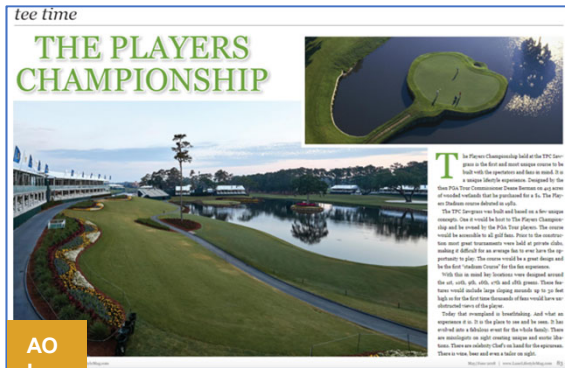 tee time
THE PLAYERS
CHAMPIONSHIP
The Players Championship held at the TPC Saw-
grass is the first and most unique course to be
built with the spectators and fans in mind. It is
a unique lifestyle experience. Designed by the
then PGA Tour Commissioner Deane Beman on 415 acres
of wooded wetlands that he purchased for a $1. The Play-
ers Stadium course debuted in 1982.
The TPC Sawgrass was built and based on a few unique
concepts. One it would be host to The Players Champion-
ship and be owned by the PGA Tour players. The course
would be accessible to all golf fans. Prior to the construc-
tion most great tournaments were held at private clubs,
making it difficult for an average fan to ever have the op-
portunity to play. The course would be a great design and
be the first "stadium Course" for the fan experience.
With this in mind key locations were designed around
the 1st, 9th, 16th, 17th and 18th greens. These fea-
tures would include large sloping mounds up to 30 feet
high so for the first time thousands of fans would have un-
obstructed views of the played.
Today that swampland is breathtaking. And what an
experience it is. It is the place to see and be seen. It has
evolved into a fabulous event for the whole family. There
are mixologists on sight creating unique and exotic liba-
tions. There are celebrity Chef's on hand for the epicurean.
There is wine, beer and even a tailor on sight.
AO